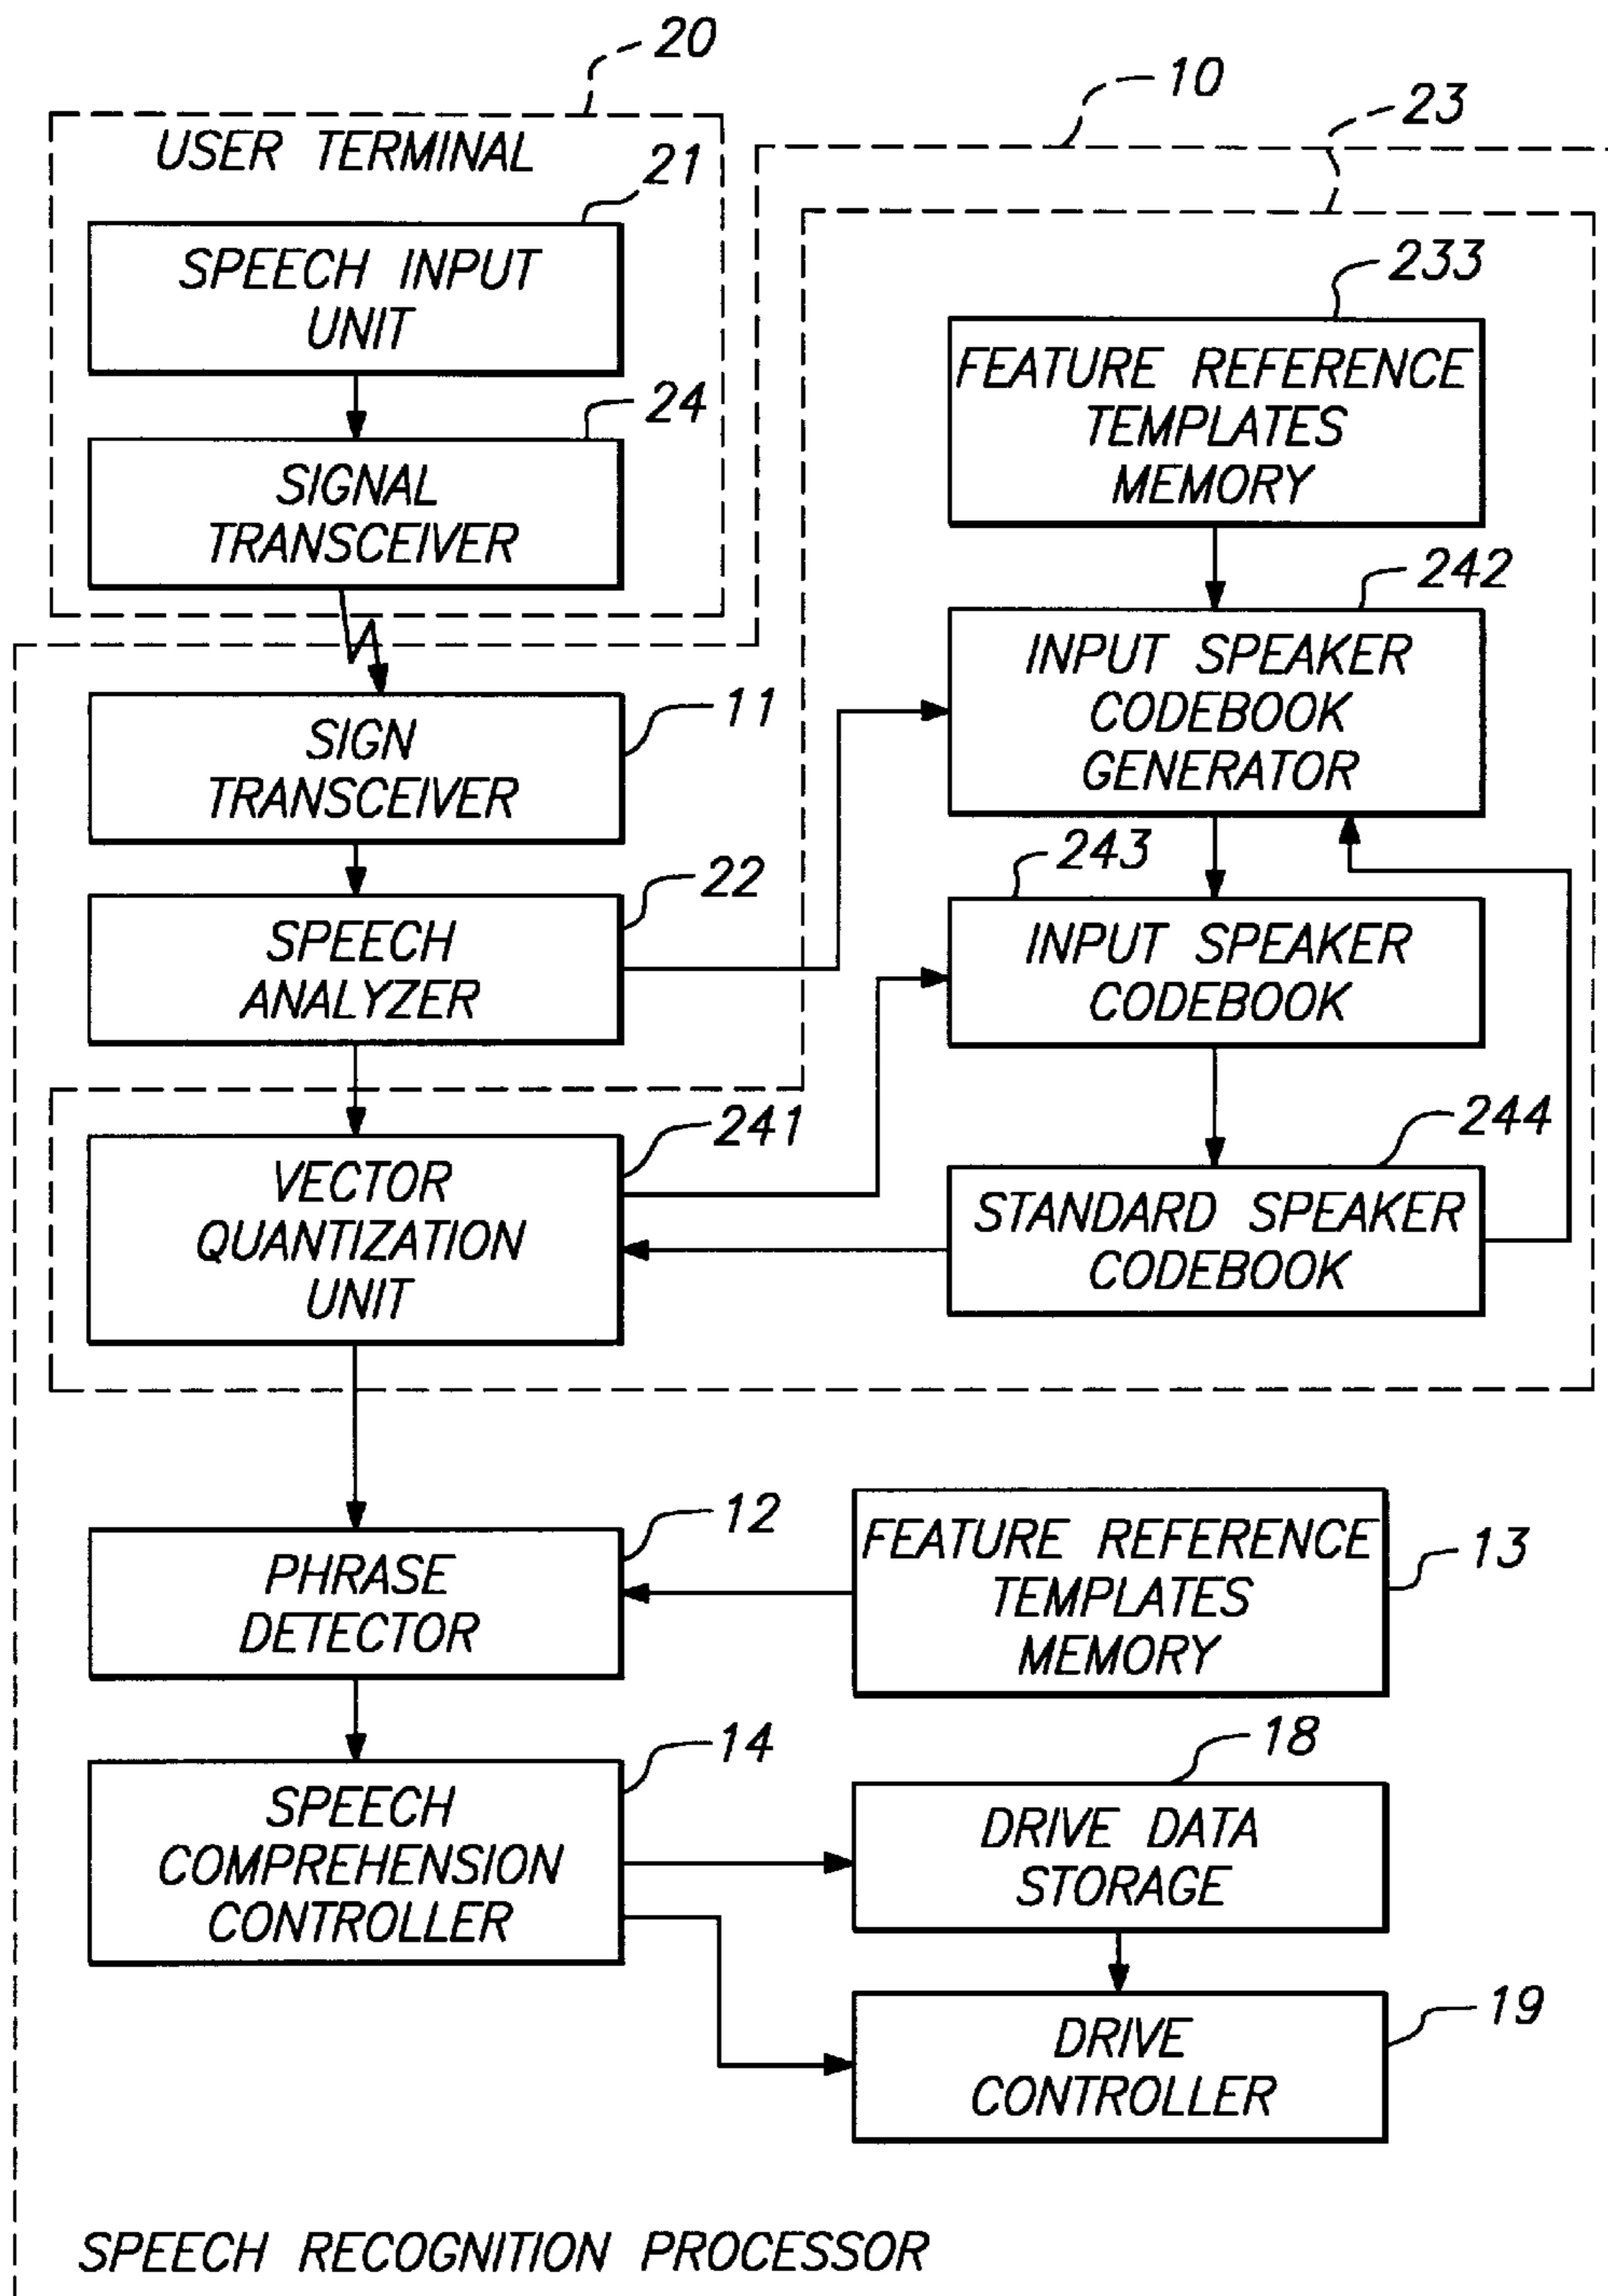 20
10
23
USER TERMINAL
21
SPEECH INPUT
UNIT
24
SIGNAL
TRANSCEIVER
233
FEATURE REFERENCE
TEMPLATES
MEMORY
242
INPUT SPEAKER
CODEBOOK
GENERATOR
11
SIGN
TRANSCEIVER
22
SPEECH
ANALYZER
243
INPUT SPEAKER
CODEBOOK
241
VECTOR
QUANTIZATION
UNIT
244
STANDARD SPEAKER
CODEBOOK
12
PHRASE
DETECTOR
FEATURE REFERENCE
TEMPLATES
MEMORY
13
14
SPEECH
COMPREHENSION
CONTROLLER
18
DRIVE DATA
STORAGE
19
DRIVE
CONTROLLER
SPEECH RECOGNITION PROCESSOR